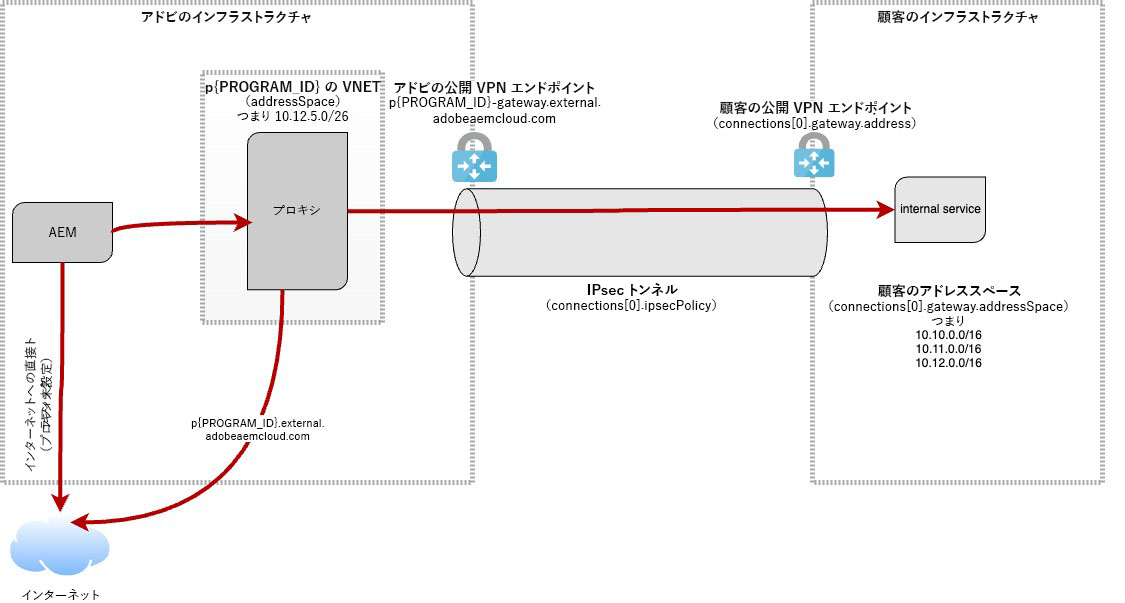 アドビのインフラストラクチャ
顧客のインフラストラクチャ
p{PROGRAM_ID} の VNET
(addressSpace)
つまり 10.12.5.0/26
アドビの公開 VPN エンドポイント
p{PROGRAM_ID}-gateway.external.
adobeaemcloud.com
顧客の公開 VPN エンドポイント
(connections[0].gateway.address)
プロキシ
AEM
internal service
IPsec トンネル
(connections[0].ipsecPolicy)
顧客のアドレススペース
(connections[0].gateway.addressSpace)
つまり
10.10.0.0/16
10.11.0.0/16
10.12.0.0/16
インターネットへの直接ト
p{PROGRAM_ID}.external.
adobeaemcloud.com
インターネット